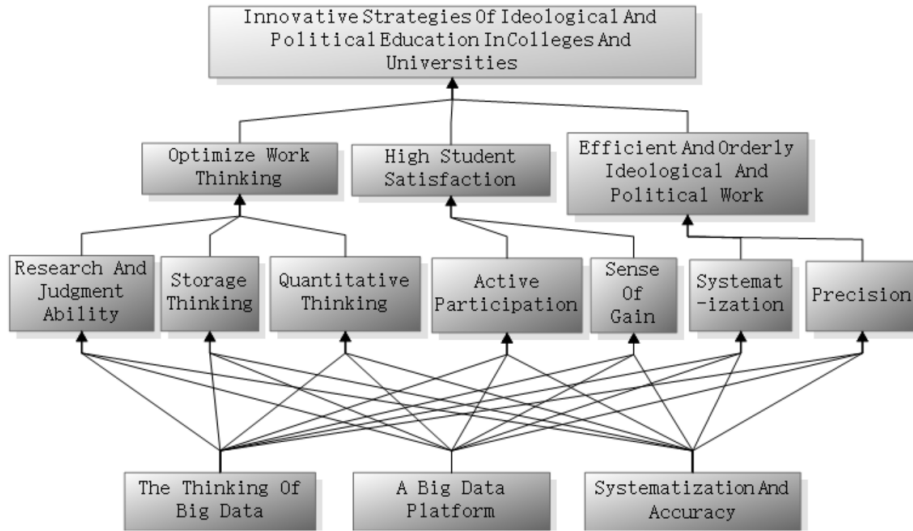 Innovative Strategies Of Ideological And
Political Education In Colleges And
Universities
Optimize Work
Thinking
High Student
Satisfaction
Efficient And Orderly
Ideological And
Political Work
Research And
Judgment
Ability
Storage
Thinking
Quantitative
Thinking
Active
Participation
Sense
Of
Gain
Systemat
-ization
Precision
The Thinking Of
Big Data
A Big Data
Platform
Systematization And
Accuracy